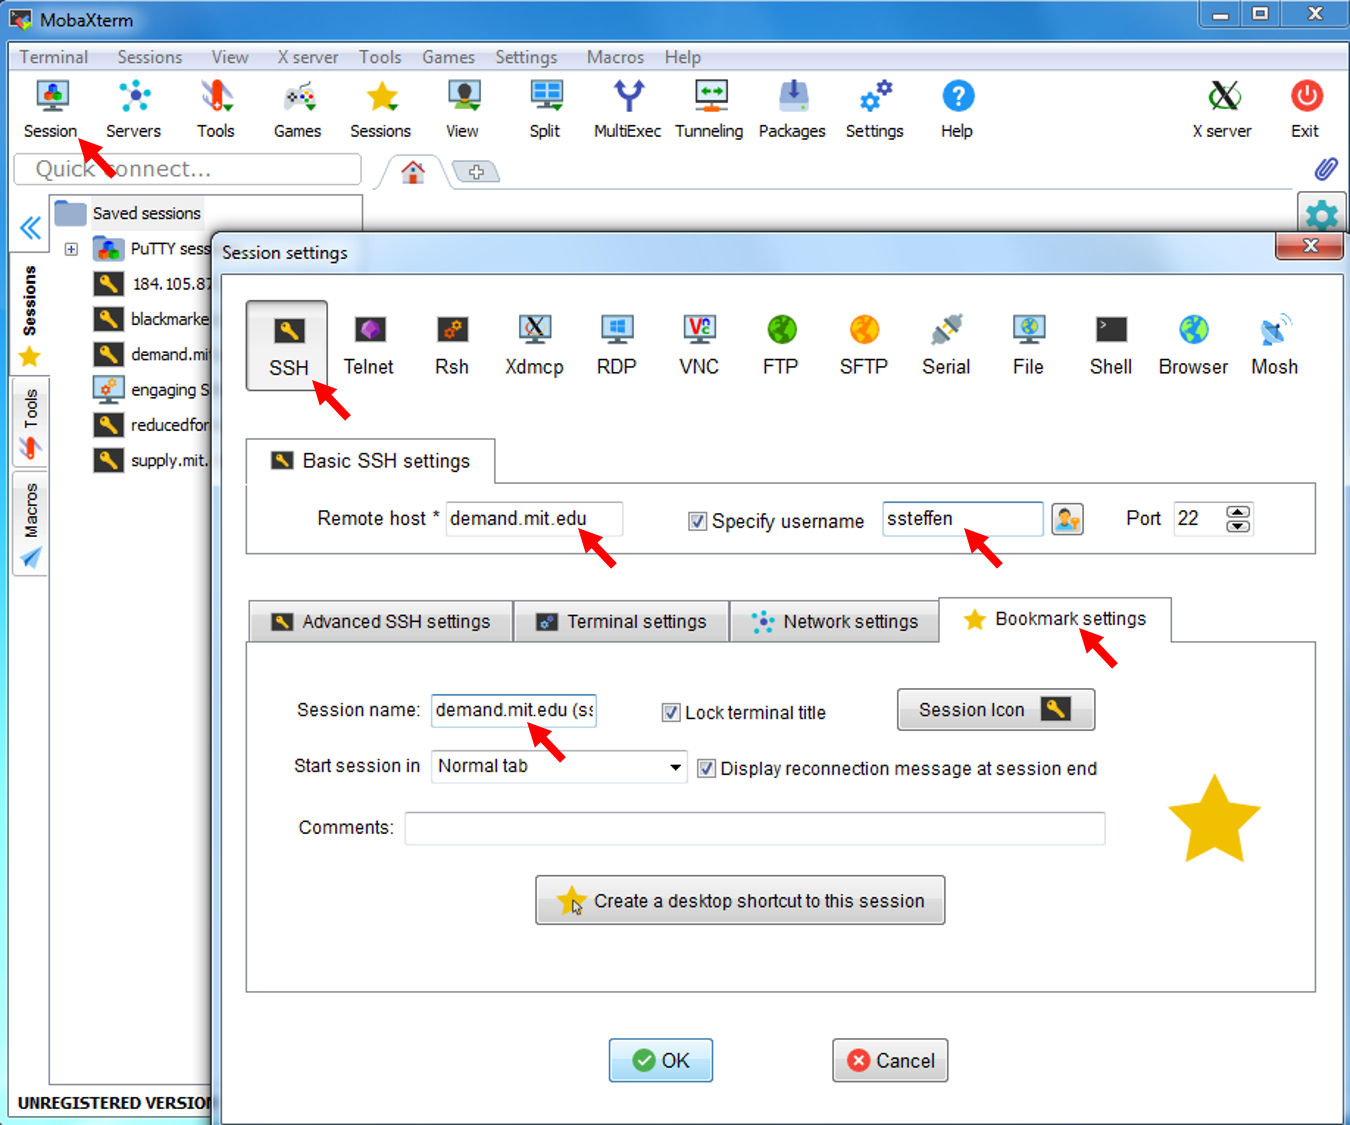 MobaXterm
Terminal Sessions View X server Tools Games Settings Macros Help
Session Servers Tools Games Sessions View Split MultiExec Tunneling Packages Settings Help X server Exit
Quick connect...
Saved sessions
PuTTY sess
184.105.87
blackmarke
demand.mit
engaging S
reducedfor
supply.mit.
Sessions
Tools
Macros
UNREGISTERED VERSION
Session settings
SSH Telnet Rsh Xdmcp RDP VNC FTP SFTP Serial File Shell Browser Mosh
Basic SSH settings
Remote host * demand.mit.edu Specify username ssteffen Port 22
Advanced SSH settings Terminal settings Network settings Bookmark settings
Session name: demand.mit.edu (ss Lock terminal title Session Icon
Start session in Normal tab Display reconnection message at session end
Comments:
Create a desktop shortcut to this session
OK Cancel